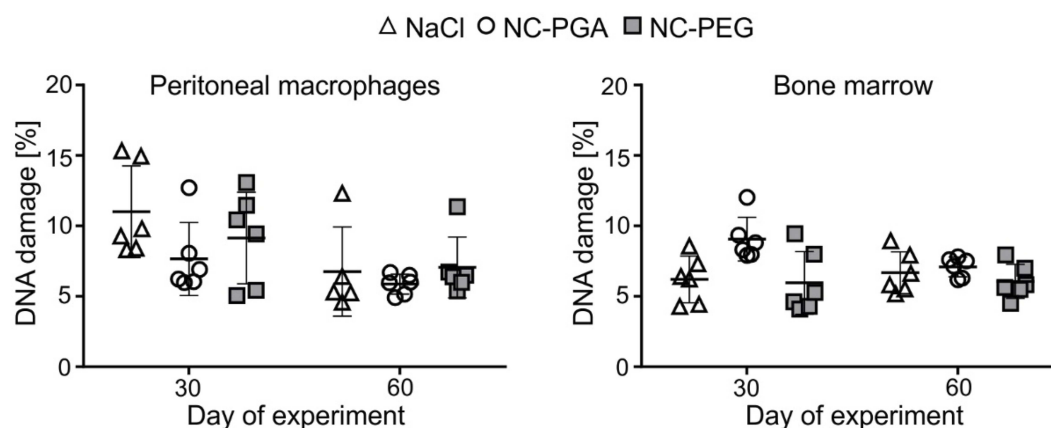 NaCl NC-PGA NC-PEG
Peritoneal macrophages
DNA damage [%]
20
15
10
5
0
30 60
Day of experiment
Bone marrow
DNA damage [%]
20
15
10
5
0
30 60
Day of experiment